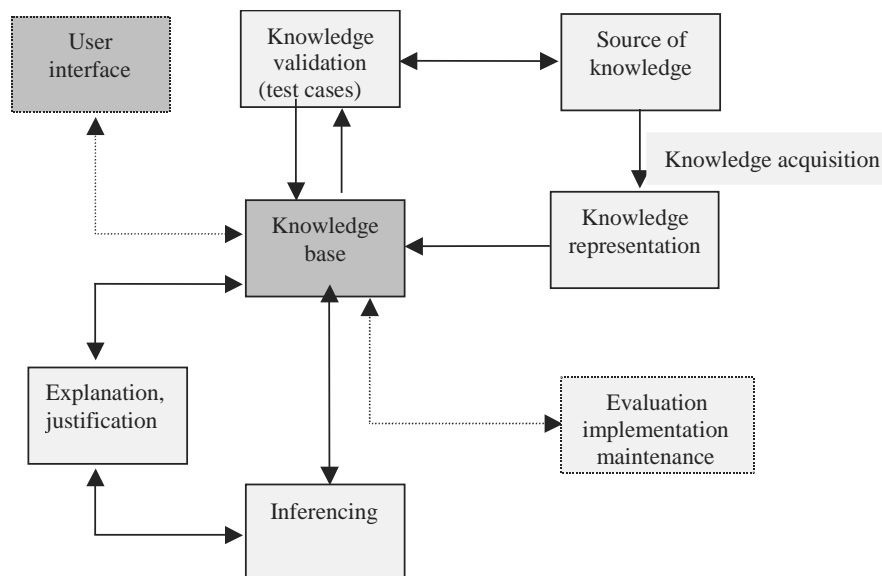 User
interface
Knowledge
validation
(test cases)
Source of
knowledge
Knowledge acquisition
Knowledge
base
Knowledge
representation
Explanation,
justification
Evaluation
implementation
maintenance
Inferencing